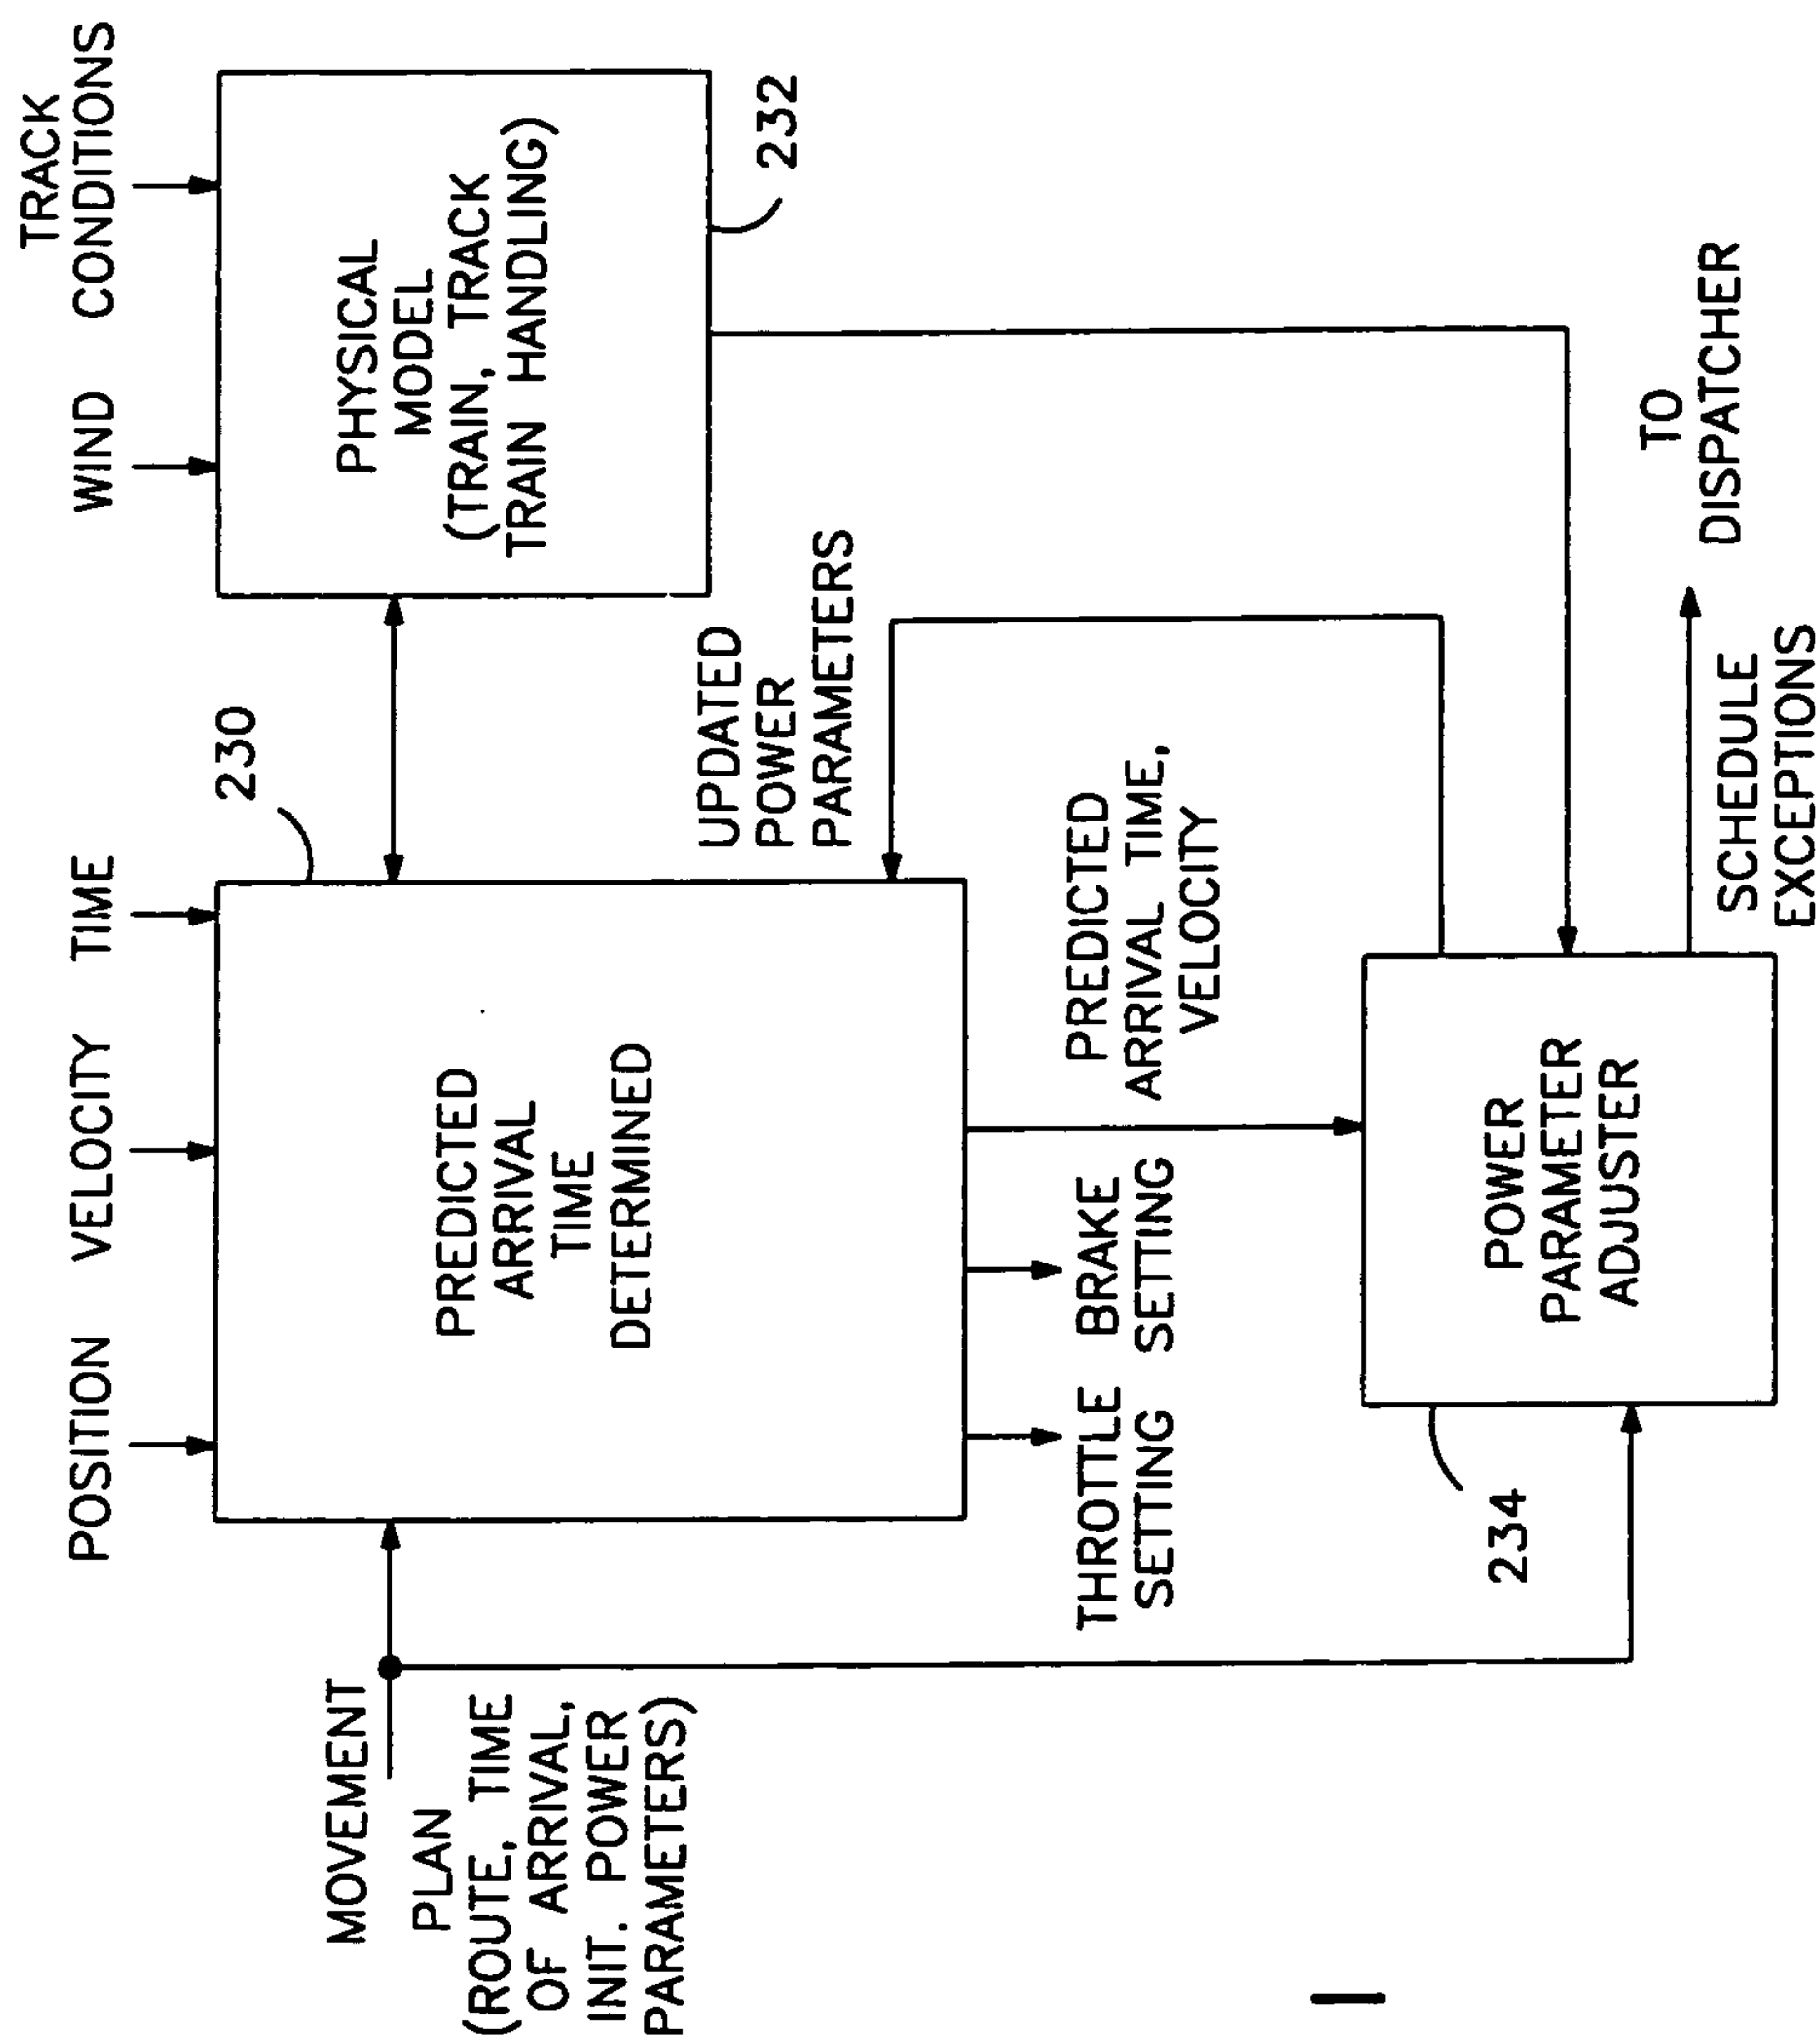 POSITION
VELOCITY
TIME
WIND
TRACK
CONDITIONS
MOVEMENT
PLAN
(ROUTE, TIME
OF ARRIVAL,
INIT. POWER
PARAMETERS)
PREDICTED
ARRIVAL
TIME
DETERMINED
230
PHYSICAL
MODEL
(TRAIN, TRACK
TRAIN HANDLING)
232
UPDATED
POWER
PARAMETERS
THROTTLE
SETTING
BRAKE
SETTING
PREDICTED
ARRIVAL TIME,
VELOCITY
POWER
PARAMETER
ADJUSTER
234
SCHEDULE
EXCEPTIONS
TO
DISPATCHER